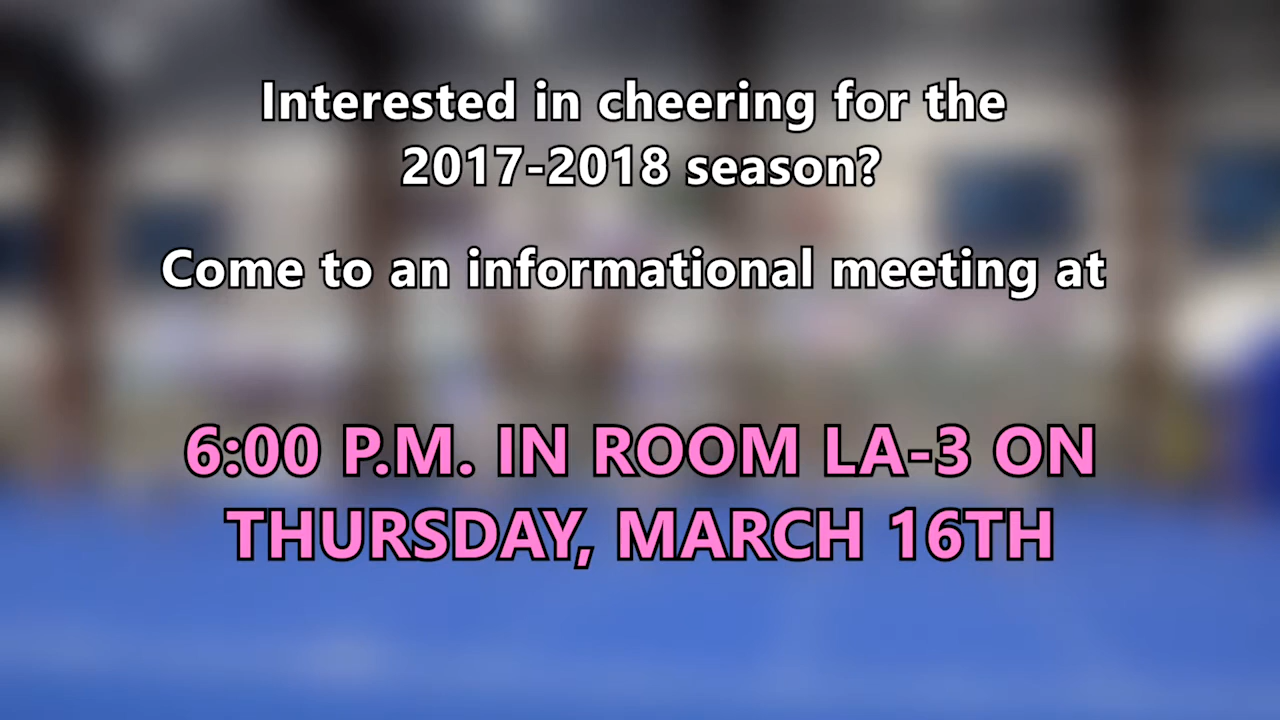 Interested in cheering for the
2017-2018 season?
Come to an informational meeting at
6:00 P.M. IN ROOM LA-3 ON
THURSDAY, MARCH 16TH